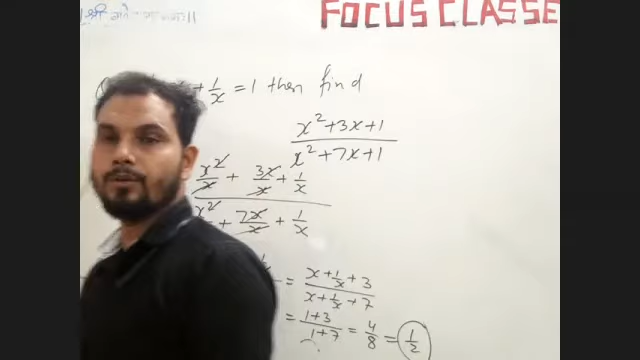 FOCUS CLASSE
+ 1/x = 1 then find
x² + 3x + 1 / x² + 7x + 1
x²/x + 3x/x + 1/x
x² + 7x/x + 1/x
= x + 1/x + 3 / x + 1/x + 7
= 1+3 / 1+7 = 4/8 = 1/2